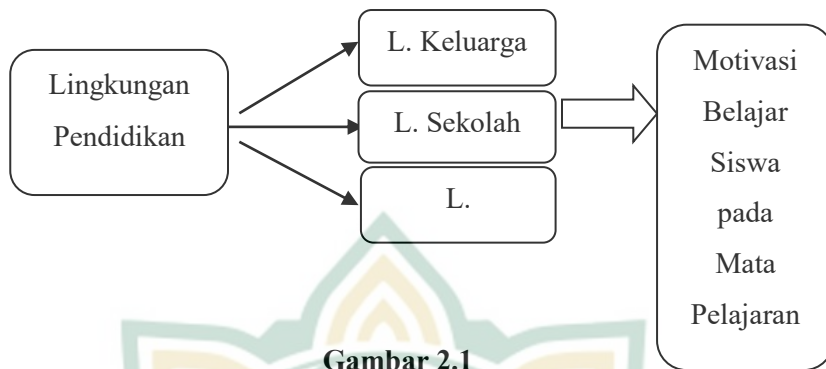 Lingkungan
Pendidikan
L. Keluarga
L. Sekolah
L.
Motivasi
Belajar
Siswa
pada
Mata
Pelajaran
Gambar 2.1